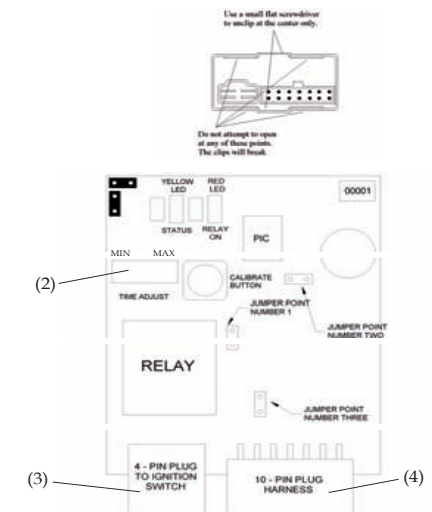 Use a small flat screwdriver
to unclip at the center only.
Do not attempt to open
at any of these points.
The clips will break
YELLOW
LED
RED
LED
00001
STATUS
RELAY
ON
PIC
MIN
MAX
(2)
TIME ADJUST
CALIBRATE
BUTTON
JUMPER POINT
NUMBER 1
JUMPER POINT
NUMBER TWO
RELAY
JUMPER POINT
NUMBER THREE
(3)
4 - PIN PLUG
TO IGNITION
SWITCH
10 - PIN PLUG
HARNESS
(4)